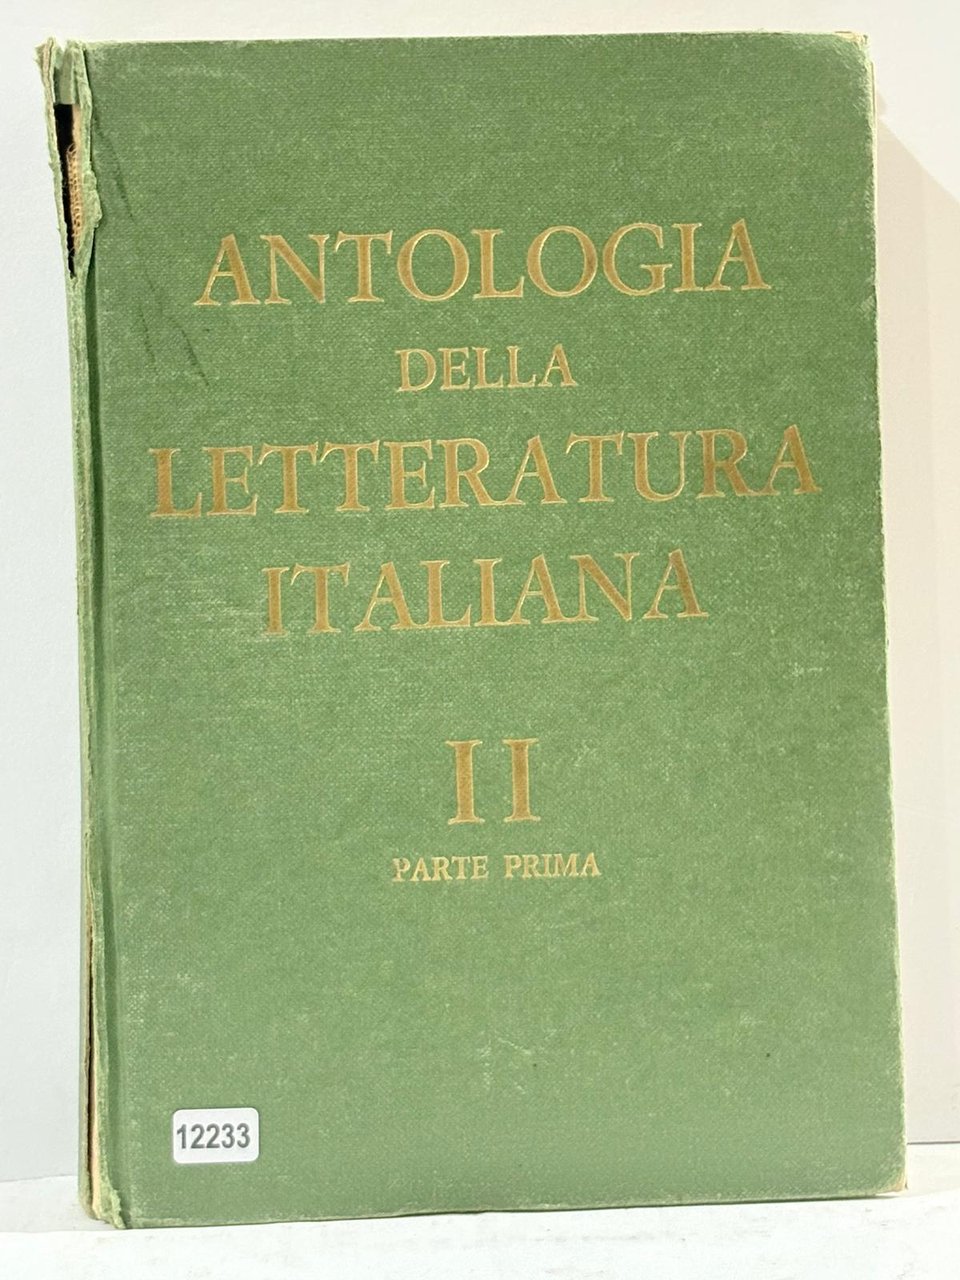 ANTOLOGIA
DELLA
LETTERATURA
ITALIANA
II
PARTE PRIMA
12233